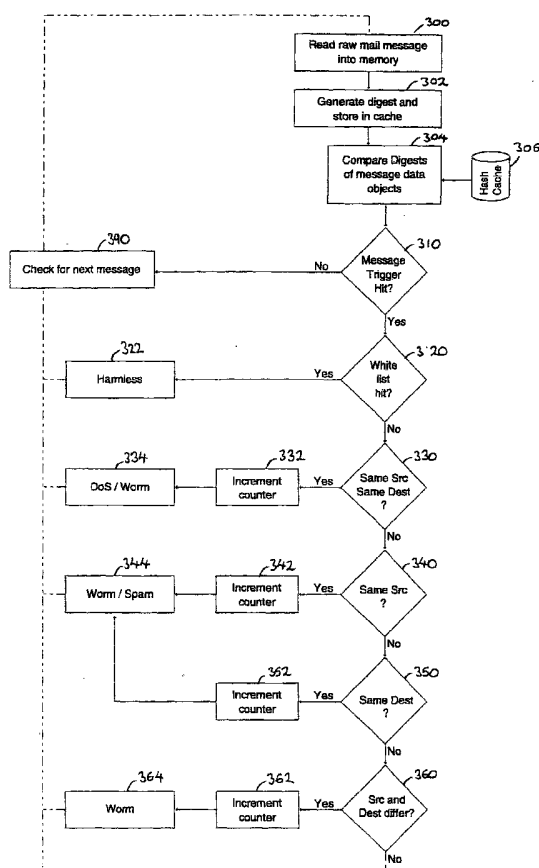 300
Read raw mail message
into memory
302
Generate digest and
store in cache
304
Compare Digests
of message data
objects
306
Hash
Cache
390
Check for next message
No
310
Message
Trigger
Hit?
Yes
322
Harmless
Yes
3'20
White
list
hit?
No
334
DoS / Worm
332
Increment
counter
Yes
330
Same Src
Same Dest
?
No
344
Worm / Spam
342
Increment
counter
Yes
340
Same Src
?
No
352
Increment
counter
Yes
350
Same Dest
?
No
364
Worm
362
Increment
counter
Yes
360
Src and
Dest differ?
No